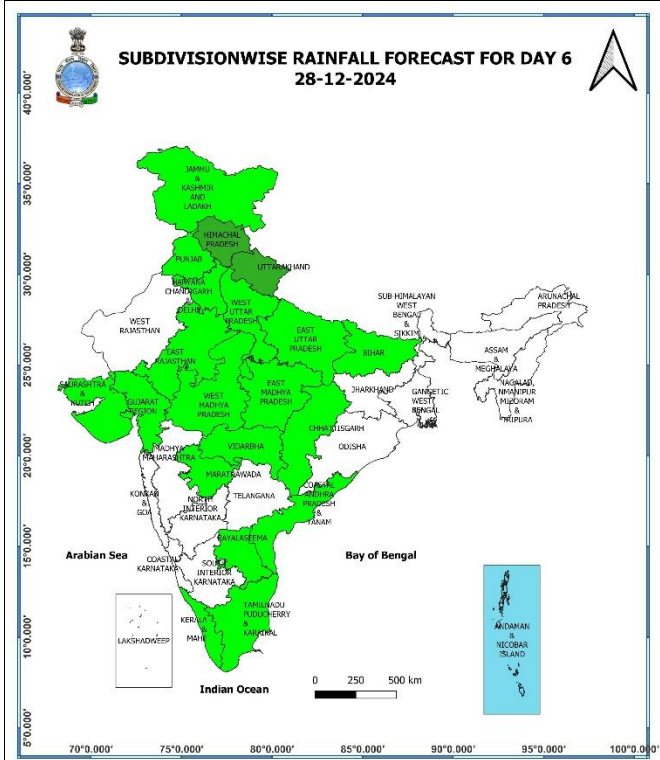 SUBDIVISIONWISE RAINFALL FORECAST FOR DAY 6
28-12-2024
40°0.000'
35°0.000'
30°0.000'
25°0.000'
20°0.000'
15°0.000'
10°0.000'
5°0.000'
JAMMU
&
KASHMIR
AND
LADAKH
HIMACHAL
PRADESH
PUNJAB
UTTARAKHAND
HARYANA
CHANDIGARH
&
DELHI
WEST
RAJASTHAN
WEST
UTTAR
PRADESH
EAST
UTTAR
PRADESH
SUB HIMALAYAN
WEST
BENGAL
&
SIKKIM
ARUNACHAL
PRADESH
ASSAM
&
MEGHALAYA
BIHAR
EAST
RAJASTHAN
SAURASHTRA
&
KUTCH
GUJARAT
REGION
WEST
MADHYA
PRADESH
EAST
MADHYA
PRADESH
JHARKHAND
GANGETIC
WEST
BENGAL
NAGALAD,
NMANIPUR
MIZORAM &
TRIPURA
CHHATTISGARH
ODISHA
VIDARBHA
MADHYA
MAHARASHTRA
MARATHWADA
KONKAN
&
GOA
NORTH
INTERIOR
KARNATAKA
TELANGANA
COASTAL
ANDHRA
PRADESH
&
YANAM
RAYALASEEMA
Arabian Sea
Bay of Bengal
COASTAL
KARNATAKA
SOUTH
INTERIOR
KARNATAKA
TAMILNADU
PUDUCHERRY
&
KARAIKAL
KERALA
&
MAHE
LAKSHADWEEP
ANDAMAN
&
NICOBAR
ISLAND
Indian Ocean
0 250 500 km
70°0.000' 75°0.000' 80°0.000' 85°0.000' 90°0.000' 95°0.000' 100°0.000'